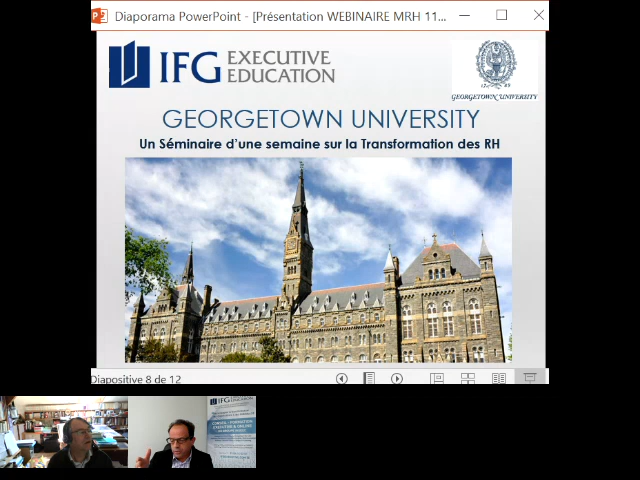 Diaporama PowerPoint - [Présentation WEBINAIRE MRH 11...
IFG EXECUTIVE
EDUCATION
GEORGETOWN UNIVERSITY
GEORGETOWN UNIVERSITY
Un Séminaire d'une semaine sur la Transformation des RH
Diapositive 8 de 12
IFG